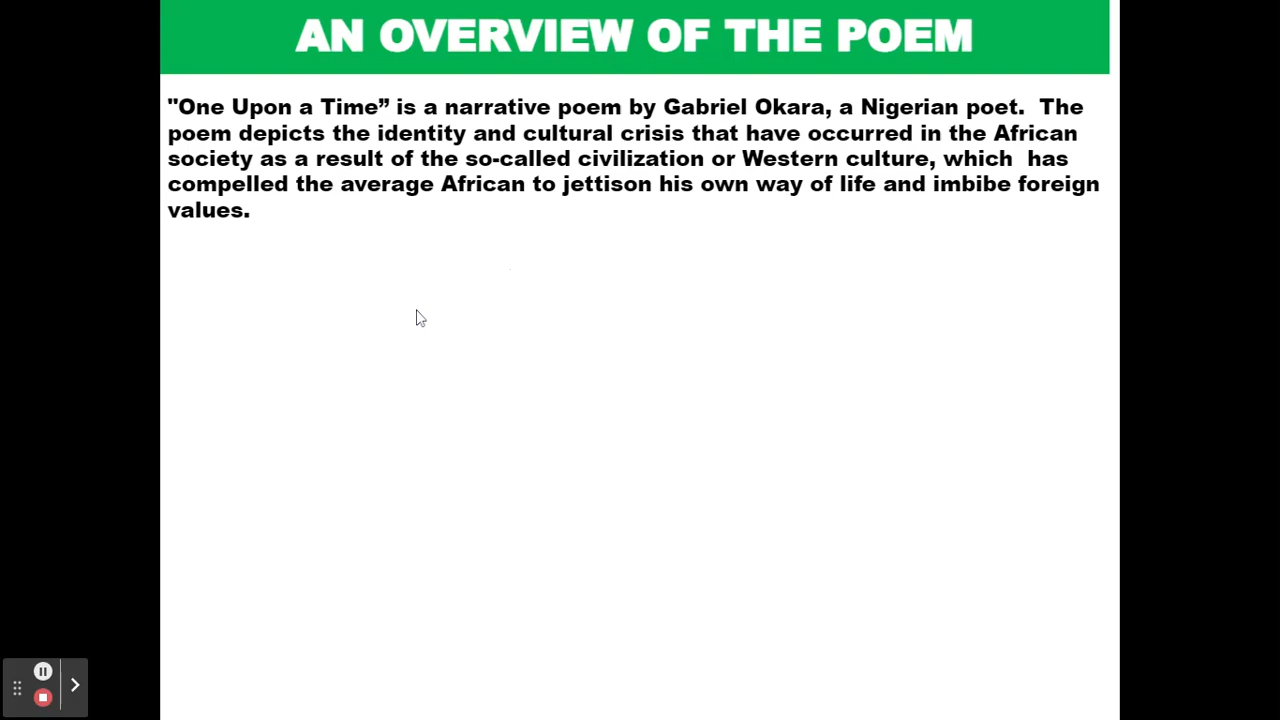 AN OVERVIEW OF THE POEM
"One Upon a Time” is a narrative poem by Gabriel Okara, a Nigerian poet.  The
poem depicts the identity and cultural crisis that have occurred in the African
society as a result of the so-called civilization or Western culture, which  has
compelled the average African to jettison his own way of life and imbibe foreign
values.